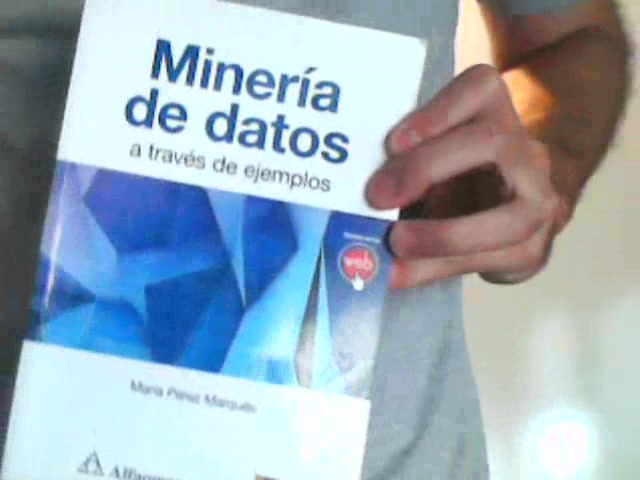 Minería
de datos
a través de ejemplos
web
María Pérez Marqués